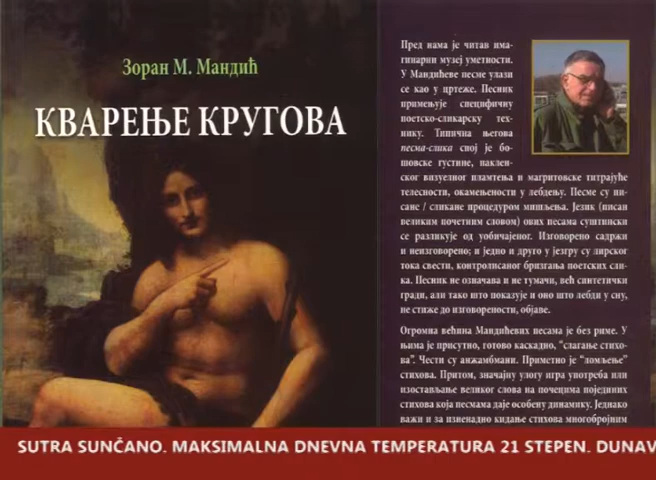 Зоран М. Мандић
КВАРЕЊЕ КРУГОВА
Пред нама је читав има-
гинарни музеј уметности.
У Мандићеве песме улази
се као у цртеже. Песник
примењује специфичну
поетско-сликарску тех-
нику. Типична његова
песма-слика спој је бо-
шовске густине, паклен-
ског визуелног пламтења и магритовске титрајуће
телесности, окамењености у лебдењу. Песме су пи-
сане / сликане процедуром мишљења. Језик (писан
великим почетним словом) ових песама суштински
се разликује од уобичајеног. Изговорено садржи
и неизговорено; и једно и друго у језгру су лирског
тока свести, контролисаног бризгања поетских сли-
ка. Песник не означава и не тумачи, већ синтетички
гради, али тако што показује и оно што лебди у сну,
не стиже до изговорености, објаве.
Огромна већина Мандићевих песама је без риме. У
њима је присутно, готово каскадно, “слагање стихо-
ва”. Чести су анжамбмани. Приметно је “ломљење”
стихова. Притом, значајну улогу игра употреба или
изостављање великог слова на почецима појединих
стихова која песмама даје особену динамику. Једнако
важи и за изненадно кидање стихова многобројним
SUTRA SUNČANO. MAKSIMALNA DNEVNA TEMPERATURA 21 STEPEN. DUNAV